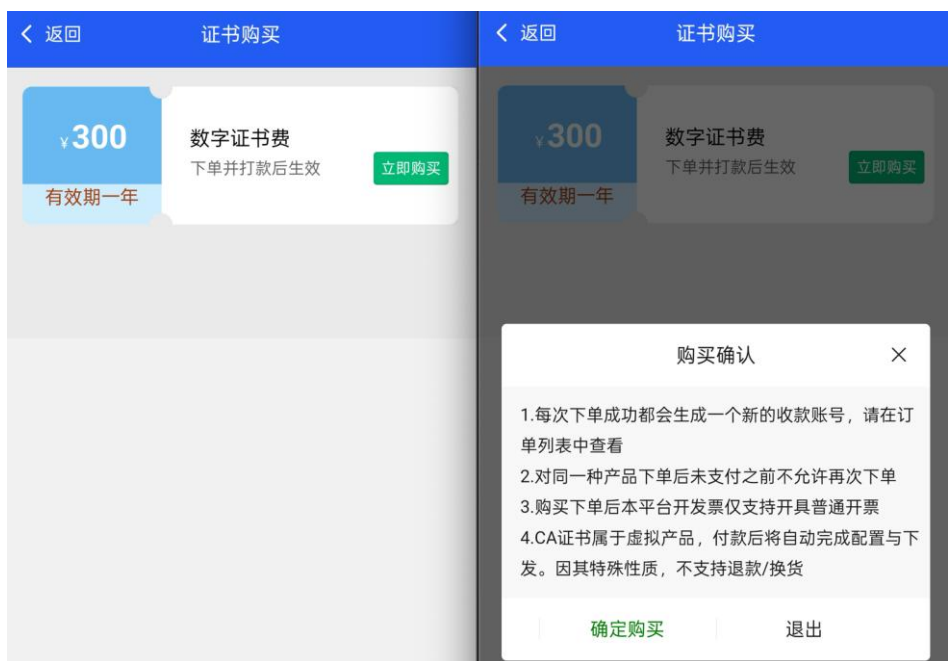 返回
证书购买
¥300
有效期一年
数字证书费
下单并打款后生效
立即购买
返回
证书购买
¥300
有效期一年
数字证书费
下单并打款后生效
立即购买
购买确认
1.每次下单成功都会生成一个新的收款账号，请在订
单列表中查看
2.对同一种产品下单后未支付之前不允许再次下单
3.购买下单后本平台开发票仅支持开具普通开票
4.CA证书属于虚拟产品，付款后将自动完成配置与下
发。因其特殊性质，不支持退款/换货
确定购买
退出